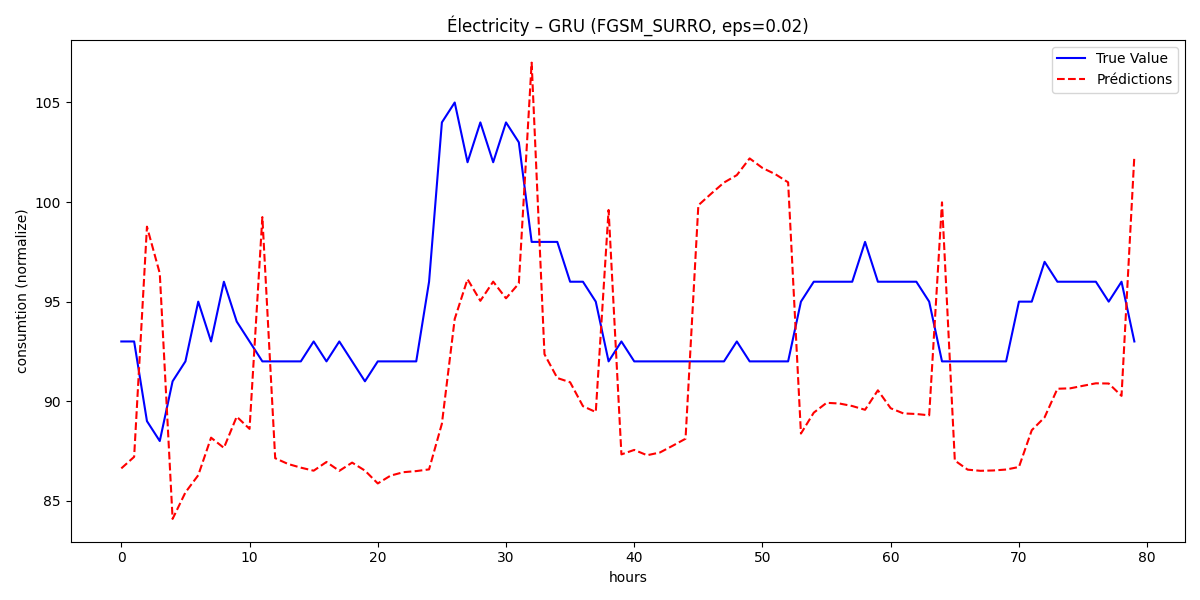 Électricity – GRU (FGSM_SURRO, eps=0.02)
True Value
Prédictions
consumtion (normalize)
105
100
95
90
85
0 10 20 30 40 50 60 70 80
hours